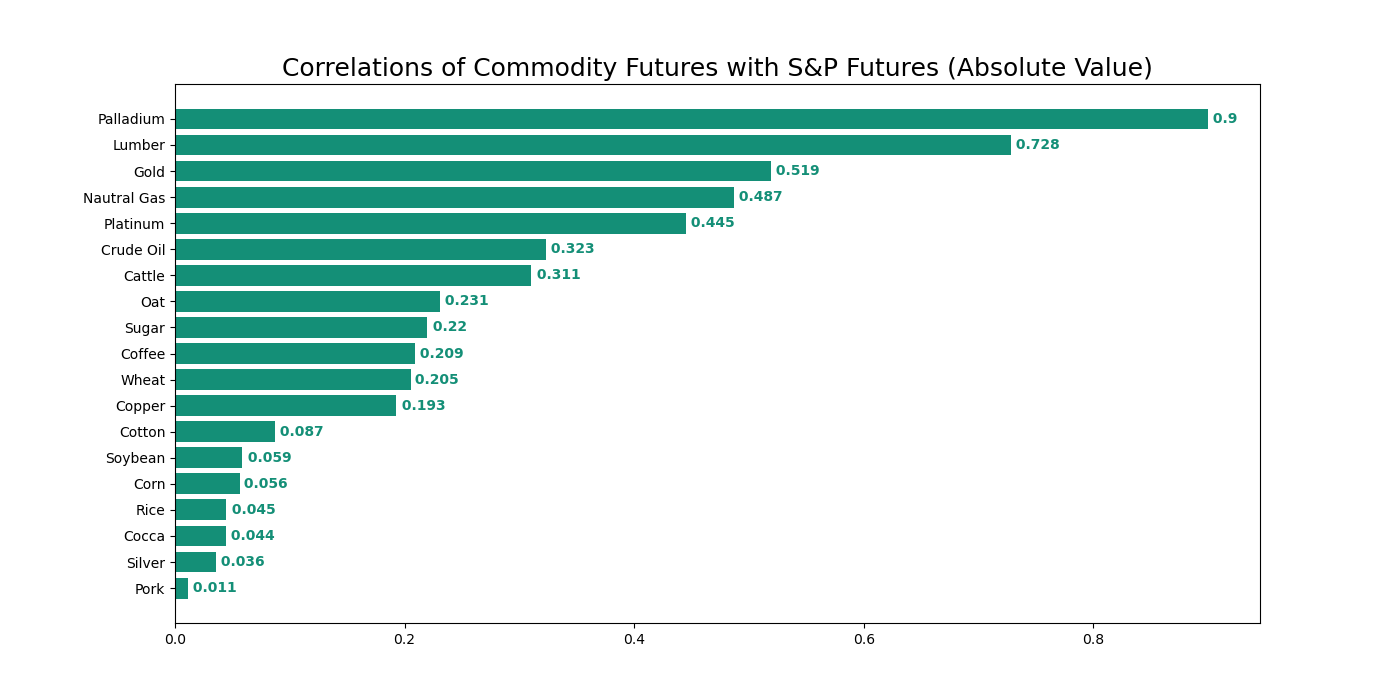 Correlations of Commodity Futures with S&P Futures (Absolute Value)
Palladium 0.9
Lumber 0.728
Gold 0.519
Nautral Gas 0.487
Platinum 0.445
Crude Oil 0.323
Cattle 0.311
Oat 0.231
Sugar 0.22
Coffee 0.209
Wheat 0.205
Copper 0.193
Cotton 0.087
Soybean 0.059
Corn 0.056
Rice 0.045
Cocca 0.044
Silver 0.036
Pork 0.011
0.0 0.2 0.4 0.6 0.8